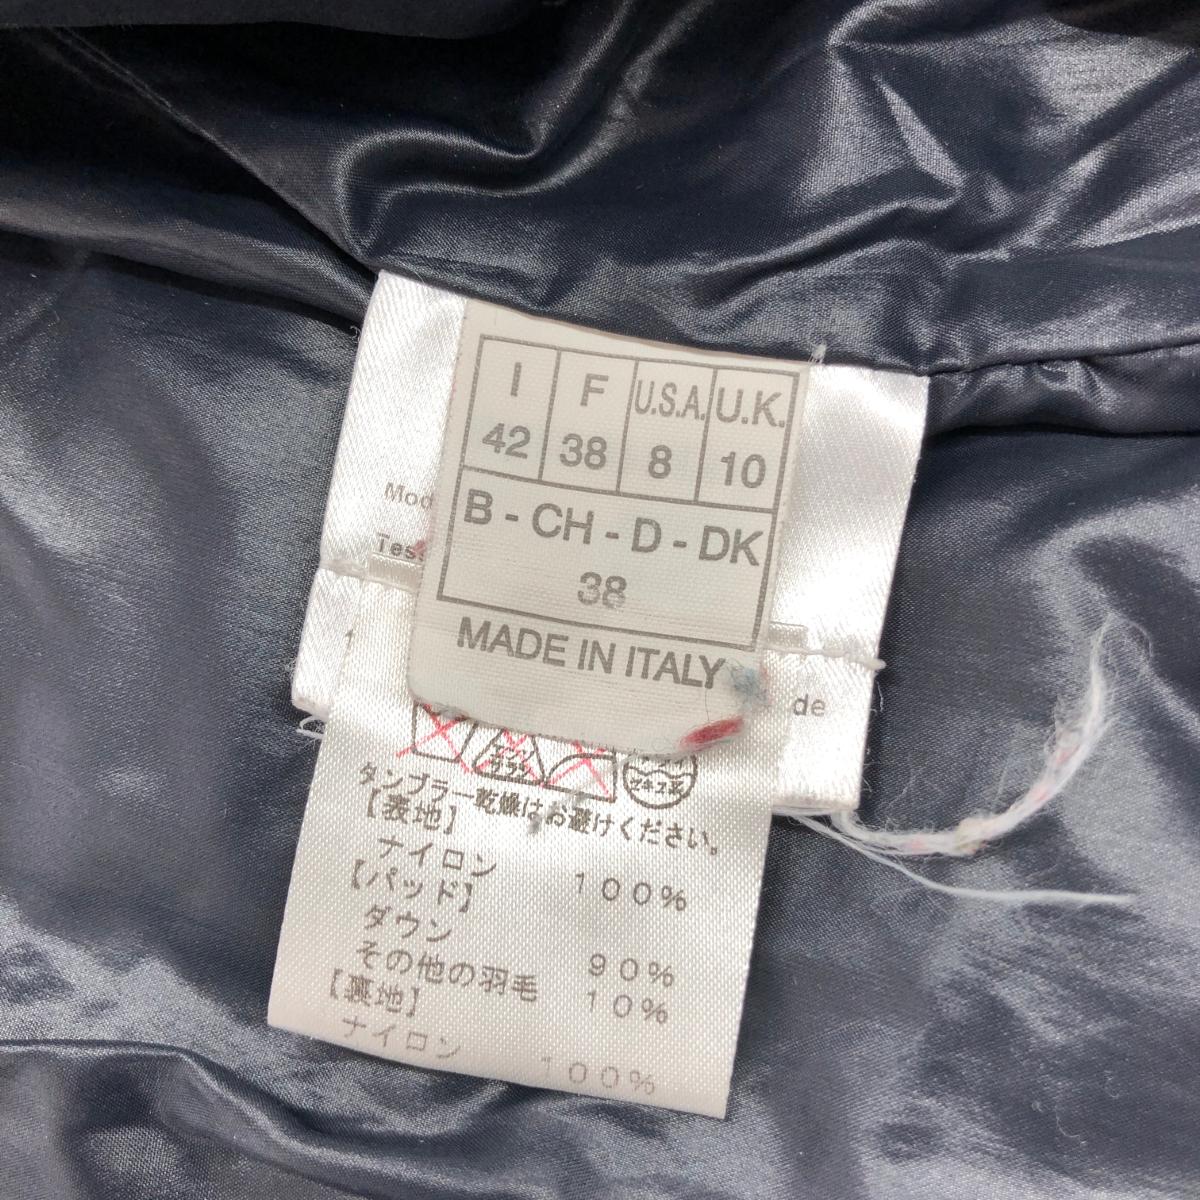 I F U.S.A. U.K.
42 38 8 10
B - CH - D - DK
38
MADE IN ITALY
de
タンブラー乾燥はお避けください。
【表地】
ナイロン 100%
【パッド】
ダウン 90%
その他の羽毛 10%
【裏地】
ナイロン 100%